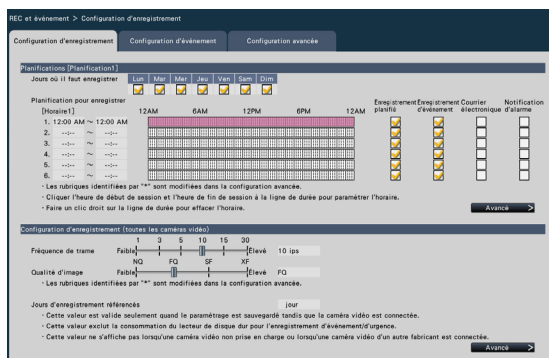 REC et événement > Configuration d'enregistrement
Configuration d'enregistrement Configuration d'événement Configuration avancée
Planifications [Planification1]
Jours où il faut enregistrer Lun Mar Mer Jeu Ven Sam Dim
Planification pour enregistrer
[Horaire1] 12AM 6AM 12PM 6PM 12AM Enregistrement planifié Enregistrement d'événement Courrier électronique Notification d'alarme
1. 12:00 AM ~ 12:00 AM
2. --:-- ~ --:--
3. --:-- ~ --:--
4. --:-- ~ --:--
5. --:-- ~ --:--
6. --:-- ~ --:--
· Les rubriques identifiées par "*" sont modifiées dans la configuration avancée.
· Cliquer l'heure de début de session et l'heure de fin de session à la ligne de durée pour paramétrer l'horaire.
· Faire un clic droit sur la ligne de durée pour effacer l'horaire.
Avancé >
Configuration d'enregistrement (toutes les caméras vidéo)
1 3 5 10 15 30
Fréquence de trame Faible Élevé 10 ips
NQ FQ SF XF
Qualité d'image Faible Élevé FQ
· Les rubriques identifiées par "*" sont modifiées dans la configuration avancée.
Jours d'enregistrement référencés jour
· Cette valeur est valide seulement quand le paramétrage est sauvegardé tandis que la caméra vidéo est connectée.
· Cette valeur exclut la consommation du lecteur de disque dur pour l'enregistrement d'événement/d'urgence.
· Cette valeur ne s'affiche pas lorsqu'une caméra vidéo non prise en charge ou lorsqu'une caméra vidéo d'un autre fabricant est connectée.
Avancé >